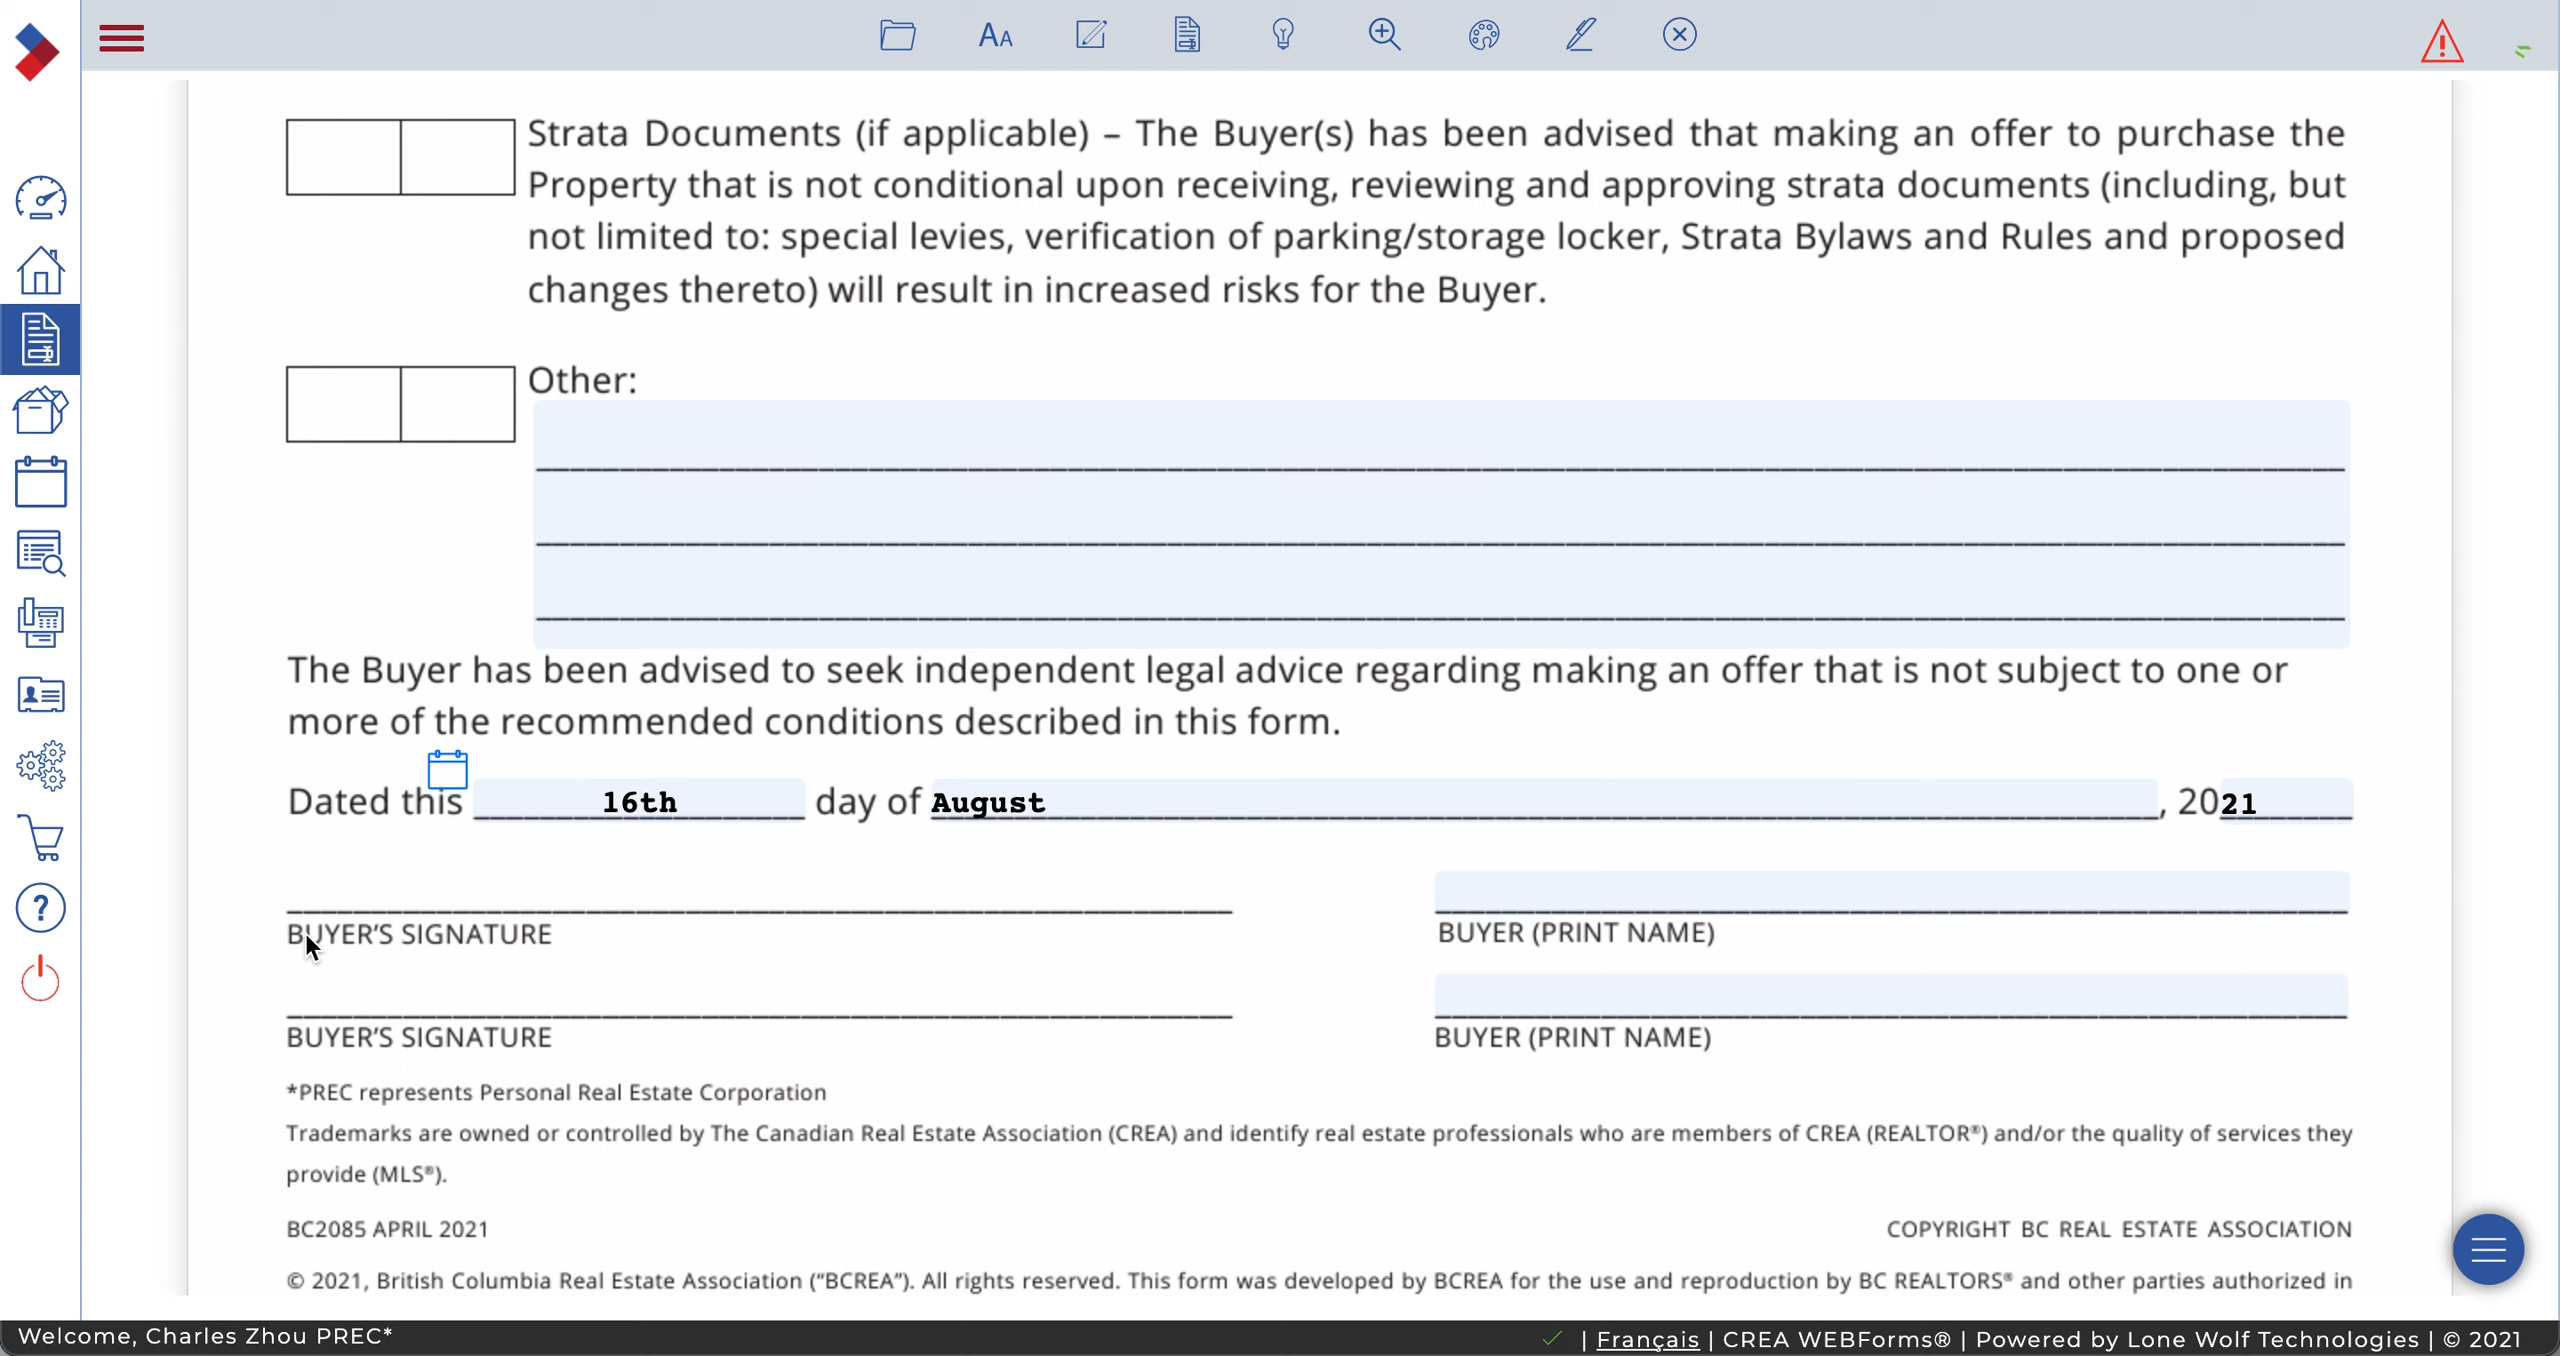 AA
Strata Documents (if applicable) – The Buyer(s) has been advised that making an offer to purchase the
Property that is not conditional upon receiving, reviewing and approving strata documents (including, but
not limited to: special levies, verification of parking/storage locker, Strata Bylaws and Rules and proposed
changes thereto) will result in increased risks for the Buyer.
Other:
The Buyer has been advised to seek independent legal advice regarding making an offer that is not subject to one or
more of the recommended conditions described in this form.
Dated this 16th day of August, 2021
BUYER’S SIGNATURE BUYER (PRINT NAME)
BUYER’S SIGNATURE BUYER (PRINT NAME)
*PREC represents Personal Real Estate Corporation
Trademarks are owned or controlled by The Canadian Real Estate Association (CREA) and identify real estate professionals who are members of CREA (REALTOR®) and/or the quality of services they
provide (MLS®).
BC2085 APRIL 2021 COPYRIGHT BC REAL ESTATE ASSOCIATION
© 2021, British Columbia Real Estate Association (“BCREA”). All rights reserved. This form was developed by BCREA for the use and reproduction by BC REALTORS® and other parties authorized in
Welcome, Charles Zhou PREC* | Français | CREA WEBForms® | Powered by Lone Wolf Technologies | © 2021